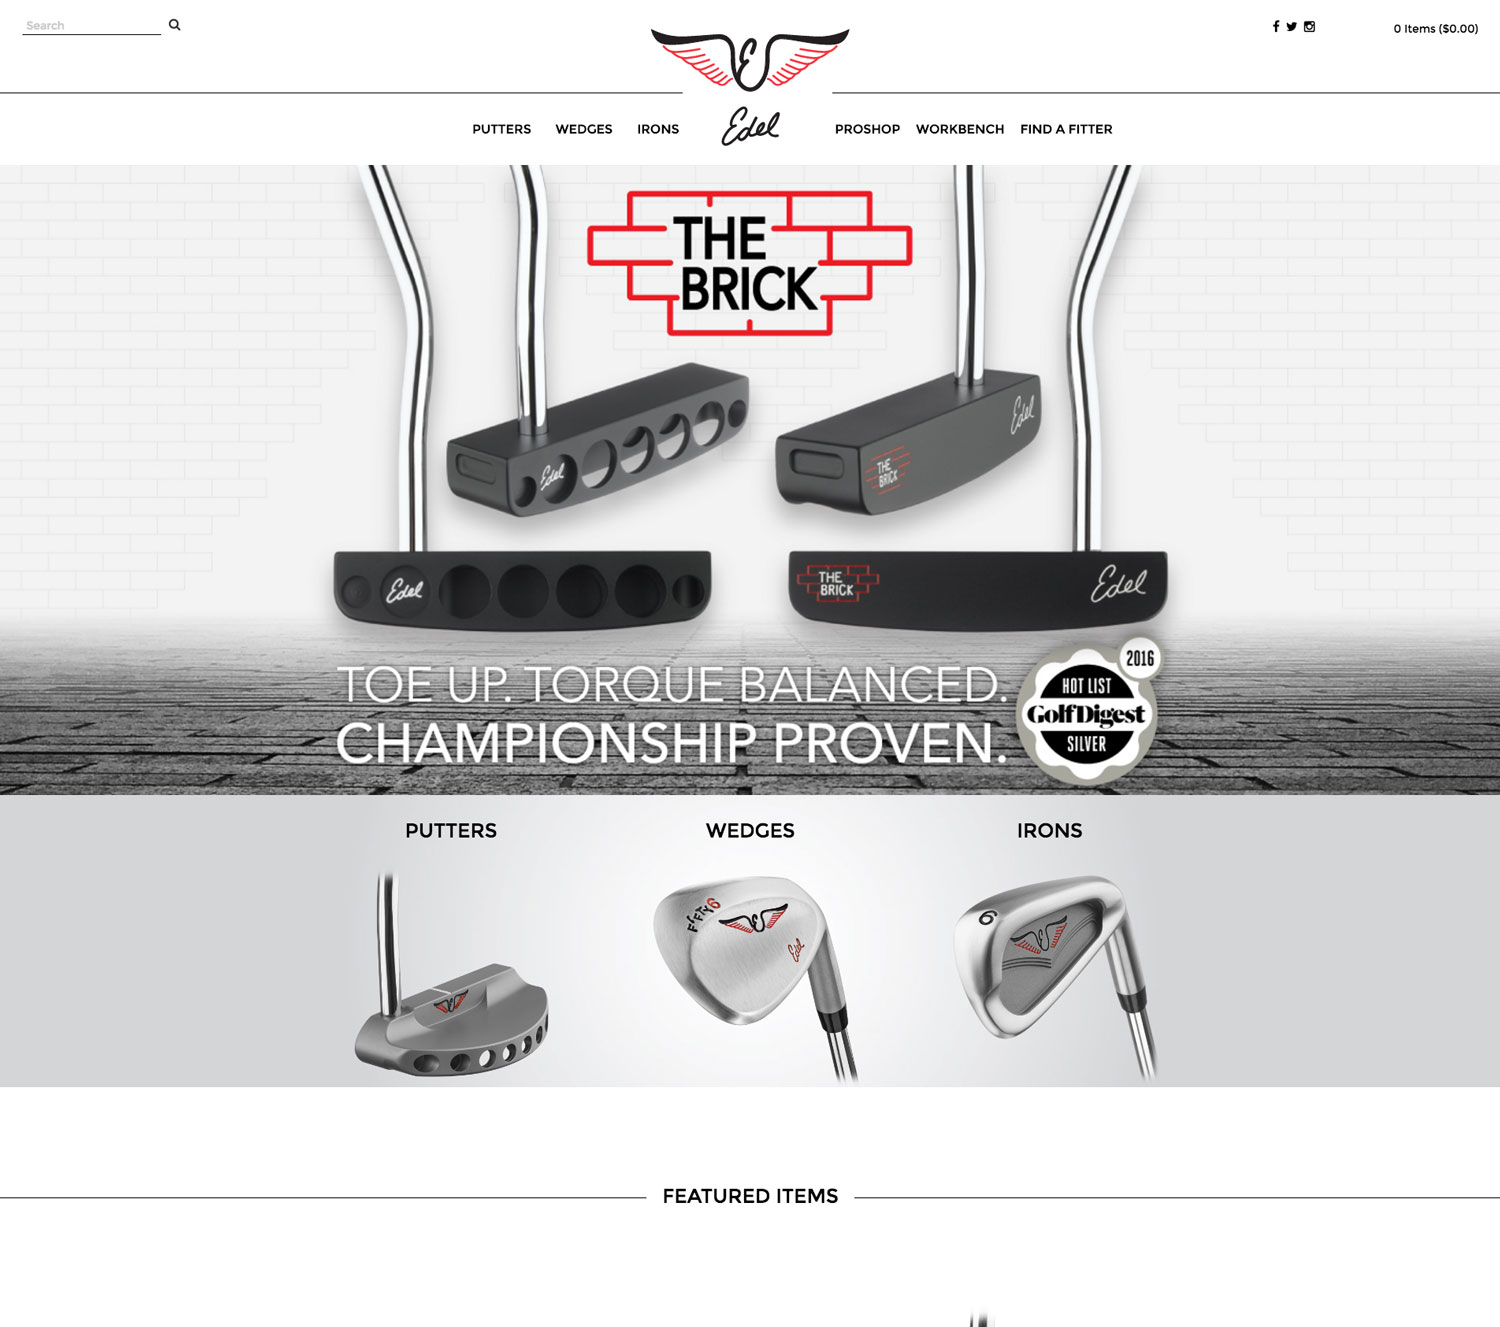 Search
0 Items ($0.00)
E
Edel
PUTTERS
WEDGES
IRONS
PROSHOP
WORKBENCH
FIND A FITTER
THE
BRICK
Edel
THE
BRICK
Edel
Edel
THE
BRICK
Edel
TOE UP. TORQUE BALANCED.
CHAMPIONSHIP PROVEN.
2016
HOT LIST
GolfDigest
SILVER
PUTTERS
WEDGES
IRONS
E
FIFTY6
E
Edel
6
E
FEATURED ITEMS